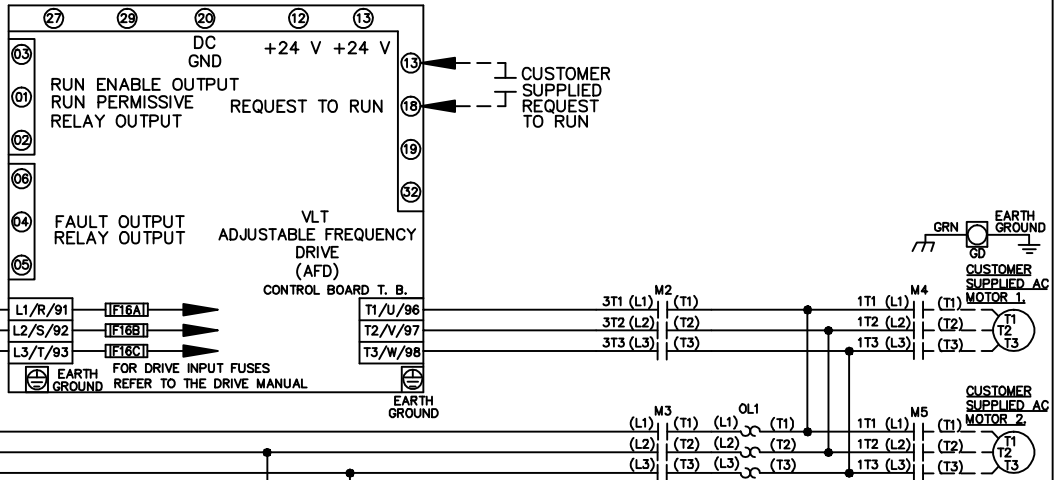 27 29 20 12 13
DC
GND
+24 V +24 V
03
01
02
RUN ENABLE OUTPUT
RUN PERMISSIVE
RELAY OUTPUT
REQUEST TO RUN
13
18
19
32
CUSTOMER
SUPPLIED
REQUEST
TO RUN
06
04
05
FAULT OUTPUT
RELAY OUTPUT
VLT
ADJUSTABLE FREQUENCY
DRIVE
(AFD)
CONTROL BOARD T. B.
GRN
GD
EARTH
GROUND
L1/R/91 F16A
L2/S/92 F16B
L3/T/93 F16C
T1/U/96
T2/V/97
T3/W/98
EARTH
GROUND
FOR DRIVE INPUT FUSES
REFER TO THE DRIVE MANUAL
EARTH
GROUND
M2
3T1 (L1) (T1)
3T2 (L2) (T2)
3T3 (L3) (T3)
M4
1T1 (L1) (T1)
1T2 (L2) (T2)
1T3 (L3) (T3)
CUSTOMER
SUPPLIED AC
MOTOR 1.
T1
T2
T3
M3
(L1) (T1)
(L2) (T2)
(L3) (T3)
OL1
(L1) (T1)
(L2) (T2)
(L3) (T3)
M5
1T1 (L1) (T1)
1T2 (L2) (T2)
1T3 (L3) (T3)
CUSTOMER
SUPPLIED AC
MOTOR 2.
T1
T2
T3